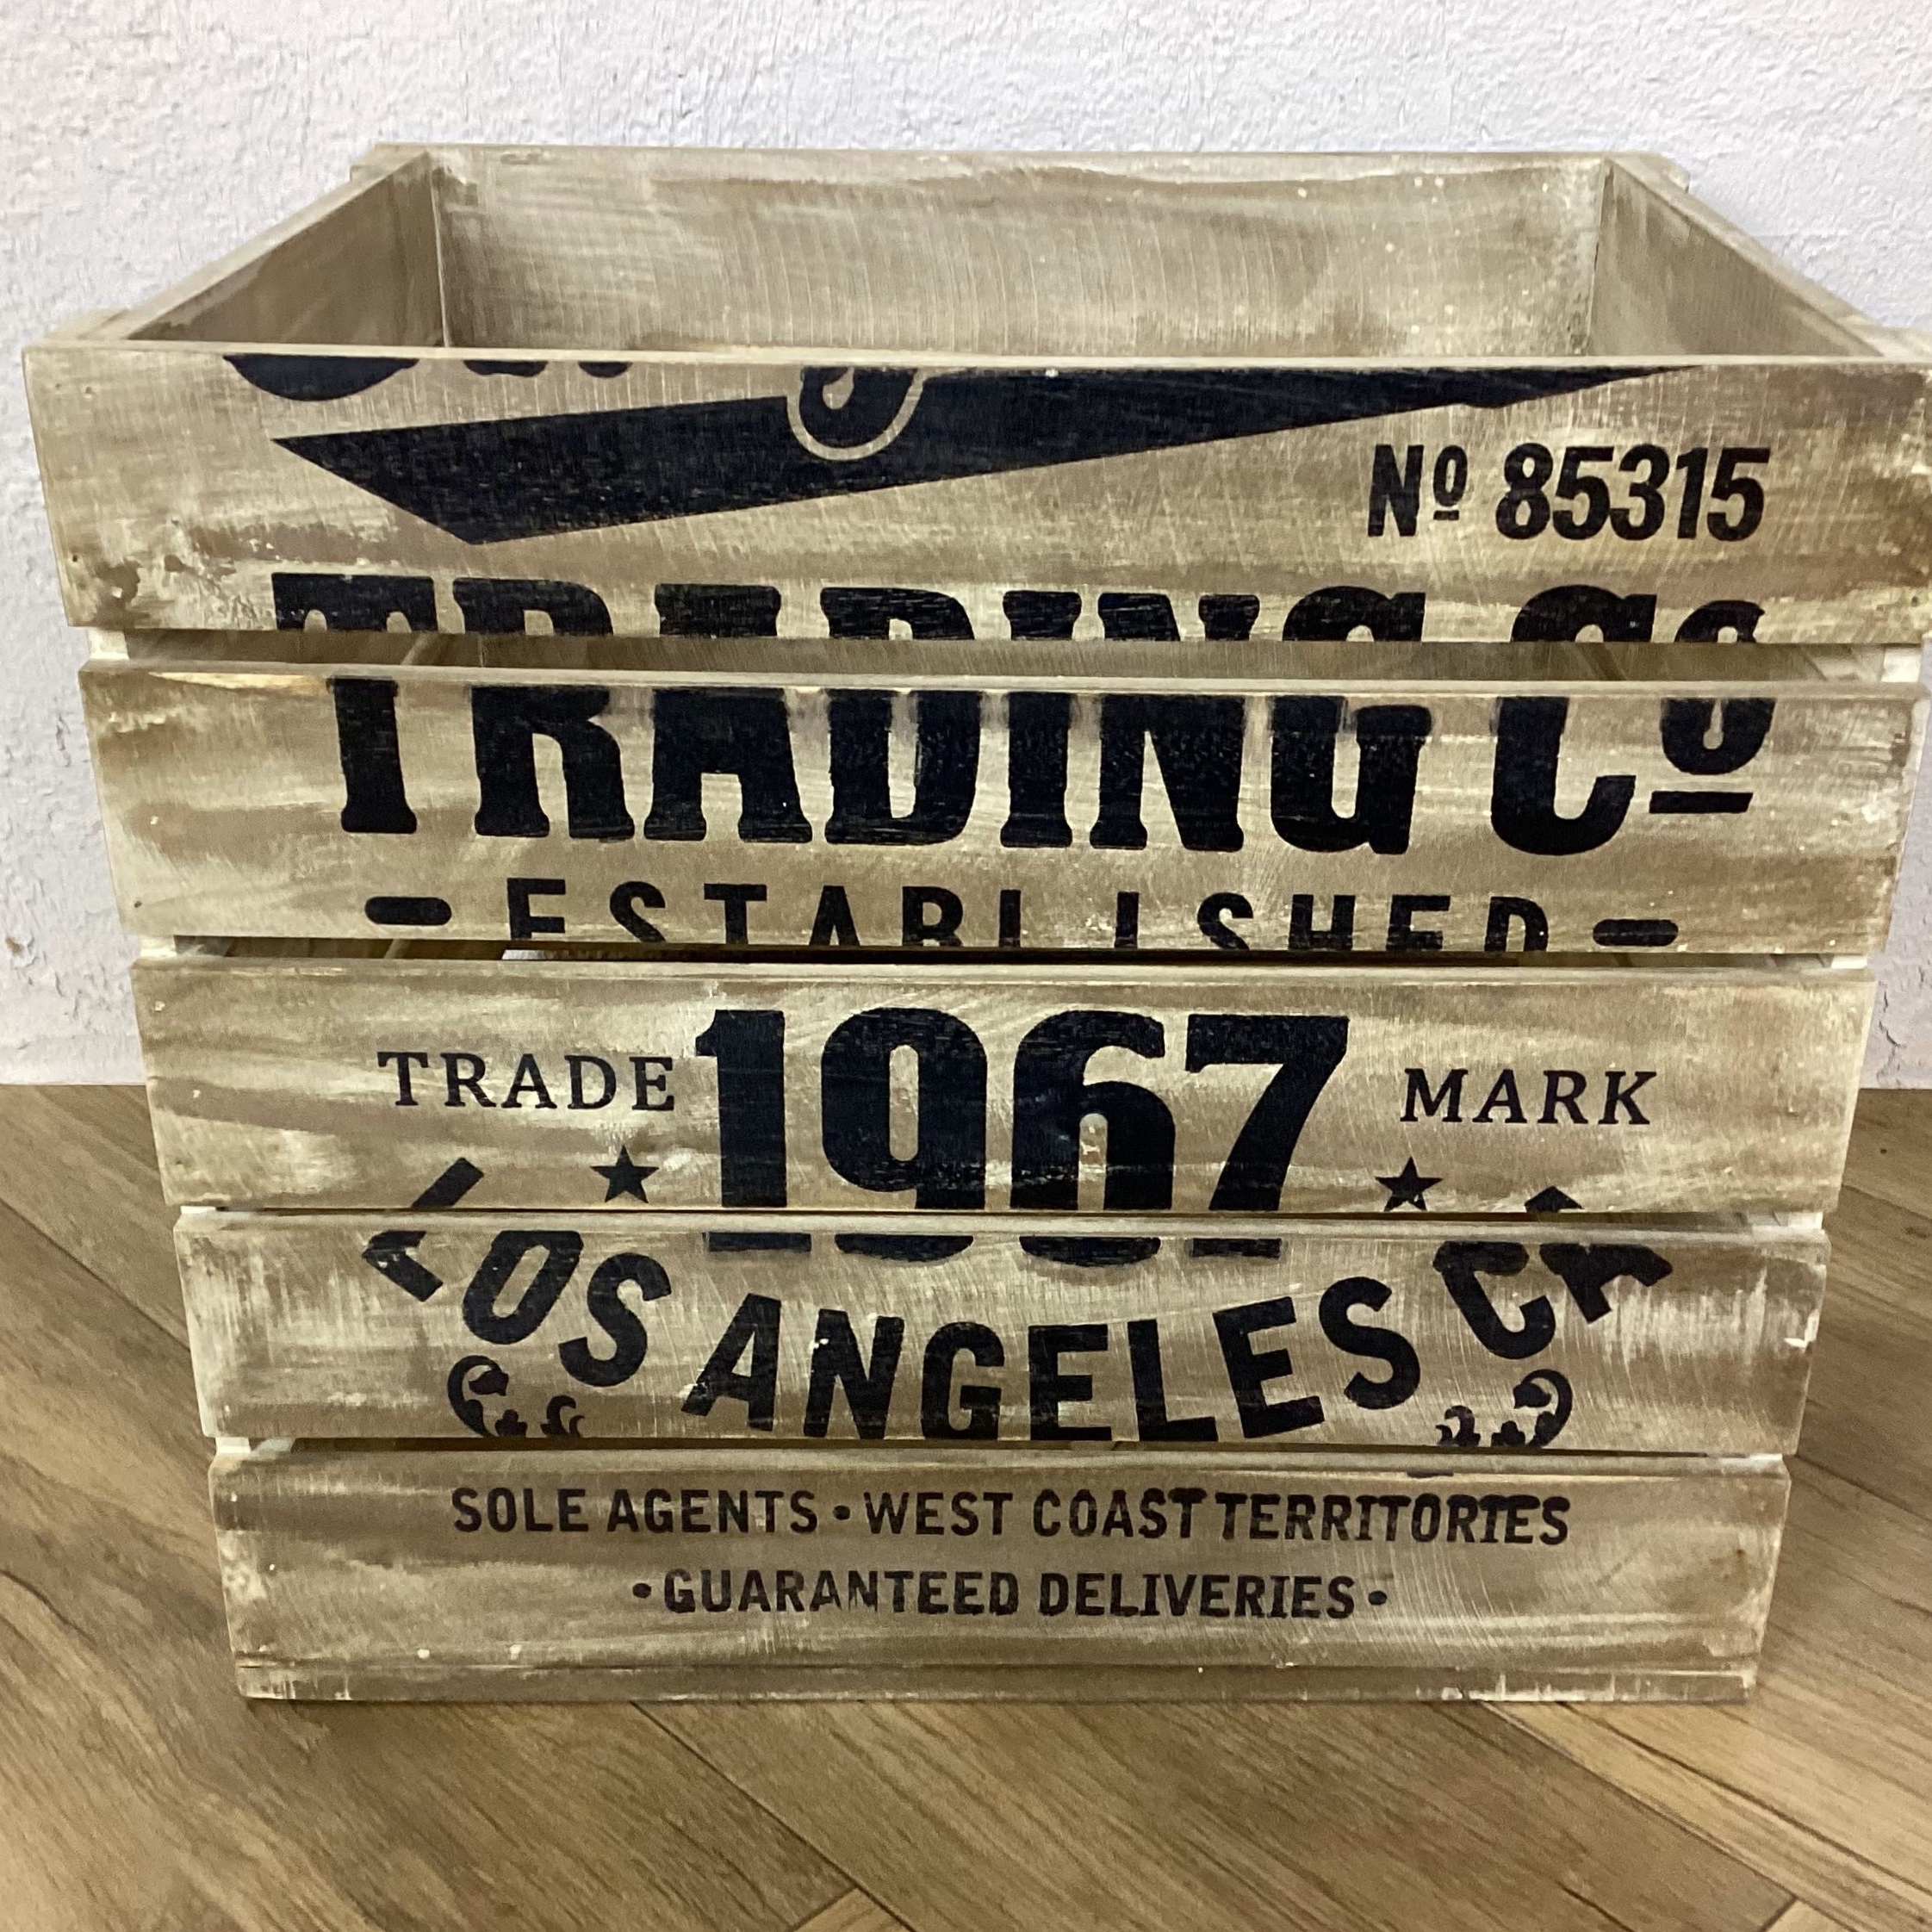 Nº 85315
TRADING Cº
- ESTABLISHED -
TRADE 1967 MARK
LOS ANGELES CA
SOLE AGENTS • WEST COAST TERRITORIES
• GUARANTEED DELIVERIES •